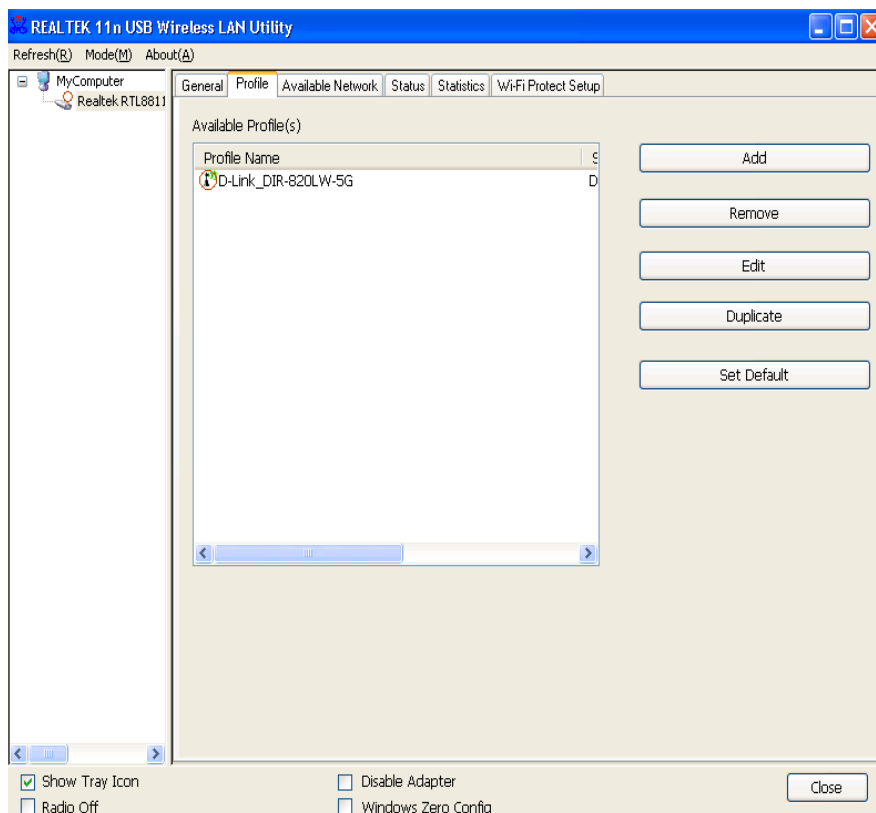 REALTEK 11n USB Wireless LAN Utility
Refresh(R) Mode(M) About(A)
MyComputer
Realtek RTL8811
General Profile Available Network Status Statistics Wi-Fi Protect Setup
Available Profile(s)
Profile Name S
D-Link_DIR-820LW-5G D
Add
Remove
Edit
Duplicate
Set Default
Show Tray Icon Disable Adapter
Close
Radio Off Windows Zero Config